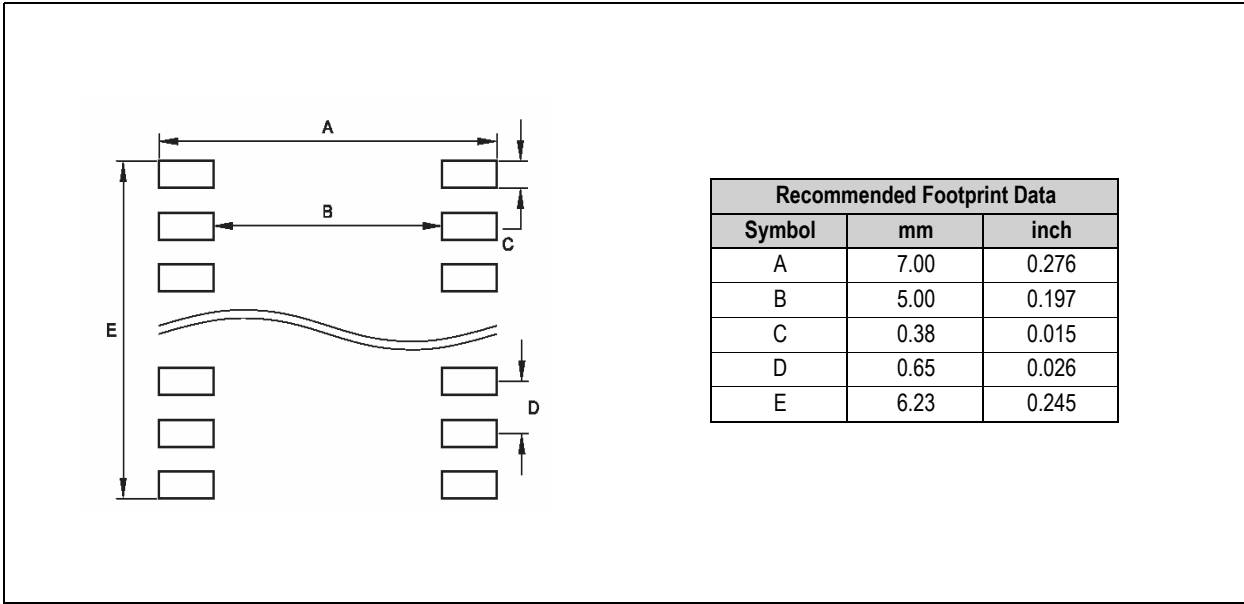 A
B
C
E
D
Recommended Footprint Data
Symbol mm inch
A 7.00 0.276
B 5.00 0.197
C 0.38 0.015
D 0.65 0.026
E 6.23 0.245